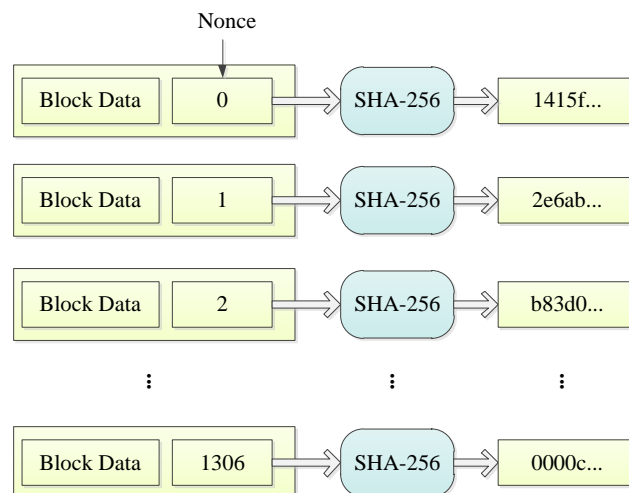 Nonce
Block Data 0 SHA-256 1415f...
Block Data 1 SHA-256 2e6ab...
Block Data 2 SHA-256 b83d0...
Block Data 1306 SHA-256 0000c...